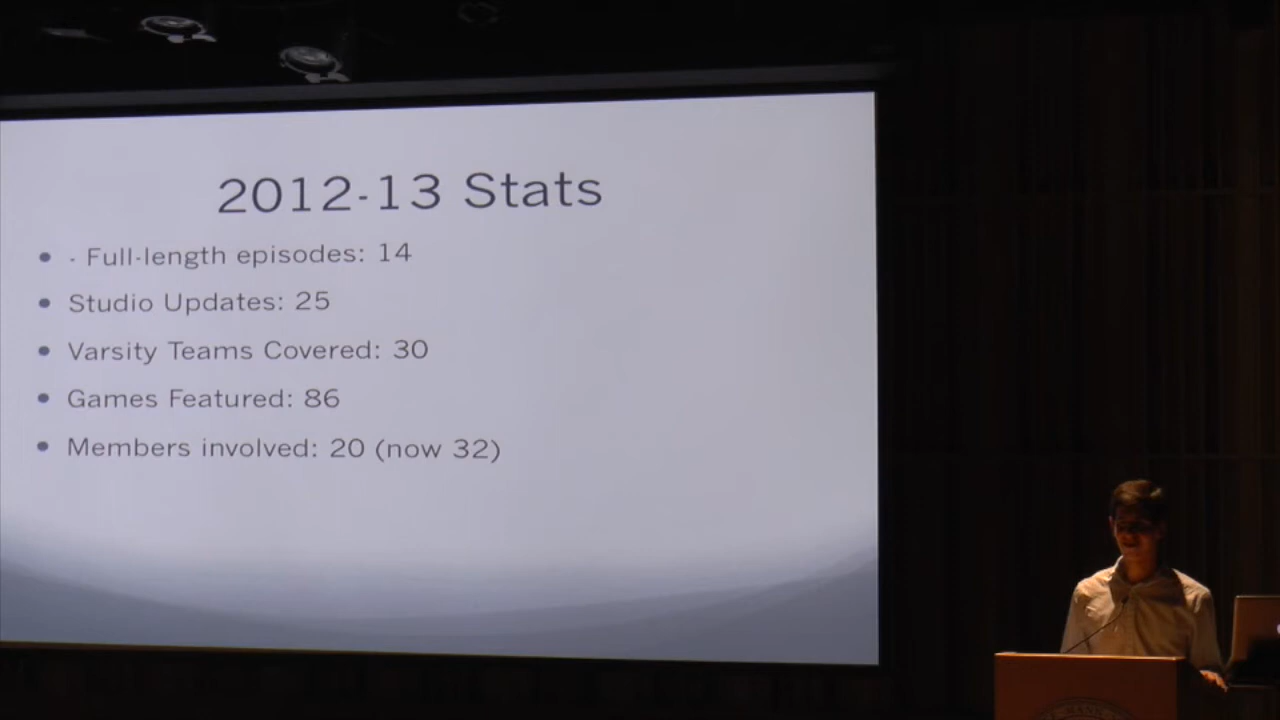 2012-13 Stats
• - Full-length episodes: 14
• Studio Updates: 25
• Varsity Teams Covered: 30
• Games Featured: 86
• Members involved: 20 (now 32)